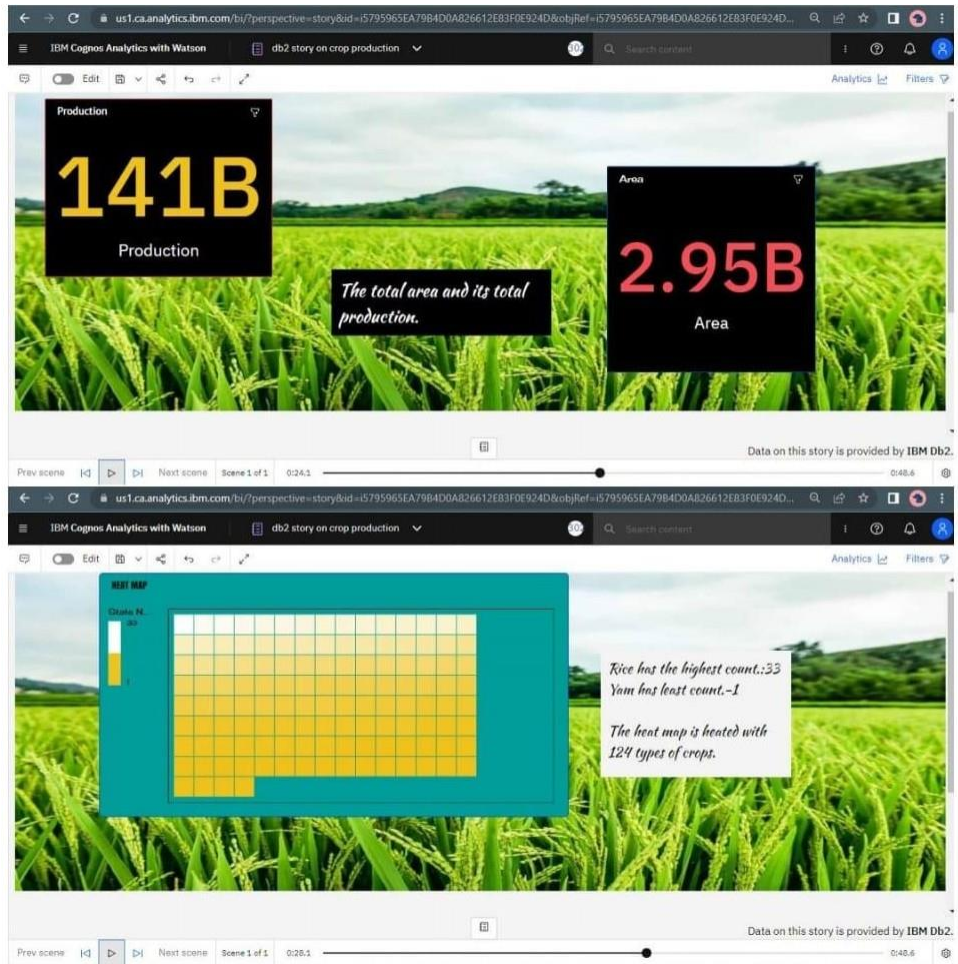 us1.ca.analytics.ibm.com/bi/?perspective=story&id=i5795965EA79B4D0A826612E83F0E924D&objRef=i5795965EA79B4D0A826612E83F0E924D...
IBM Cognos Analytics with Watson db2 story on crop production Search content
Edit Analytics Filters
Production
141B
Production
Area
2.95B
Area
The total area and its total
production.
Data on this story is provided by IBM Db2.
Prev scene Next scene Scene 1 of 1 0:24.1 0:48.6
us1.ca.analytics.ibm.com/bi/?perspective=story&id=i5795965EA79B4D0A826612E83F0E924D&objRef=i5795965EA79B4D0A826612E83F0E924D...
IBM Cognos Analytics with Watson db2 story on crop production Search content
Edit Analytics Filters
HEAT MAP
State N...
33
1
Rice has the highest count.:33
Yam has least count.-1
The heat map is heated with
124 types of crops.
Data on this story is provided by IBM Db2.
Prev scene Next scene Scene 1 of 1 0:28.1 0:48.6